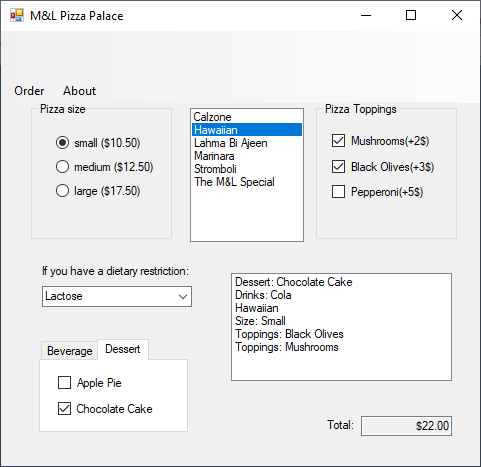 M&L Pizza Palace
Order About
Pizza size
small ($10.50)
medium ($12.50)
large ($17.50)
Calzone
Hawaiian
Lahma Bi Ajeen
Marinara
Stromboli
The M&L Special
Pizza Toppings
Mushrooms(+2$)
Black Olives(+3$)
Pepperoni(+5$)
If you have a dietary restriction:
Lactose
Beverage Dessert
Apple Pie
Chocolate Cake
Dessert: Chocolate Cake
Drinks: Cola
Hawaiian
Size: Small
Toppings: Black Olives
Toppings: Mushrooms
Total: $22.00